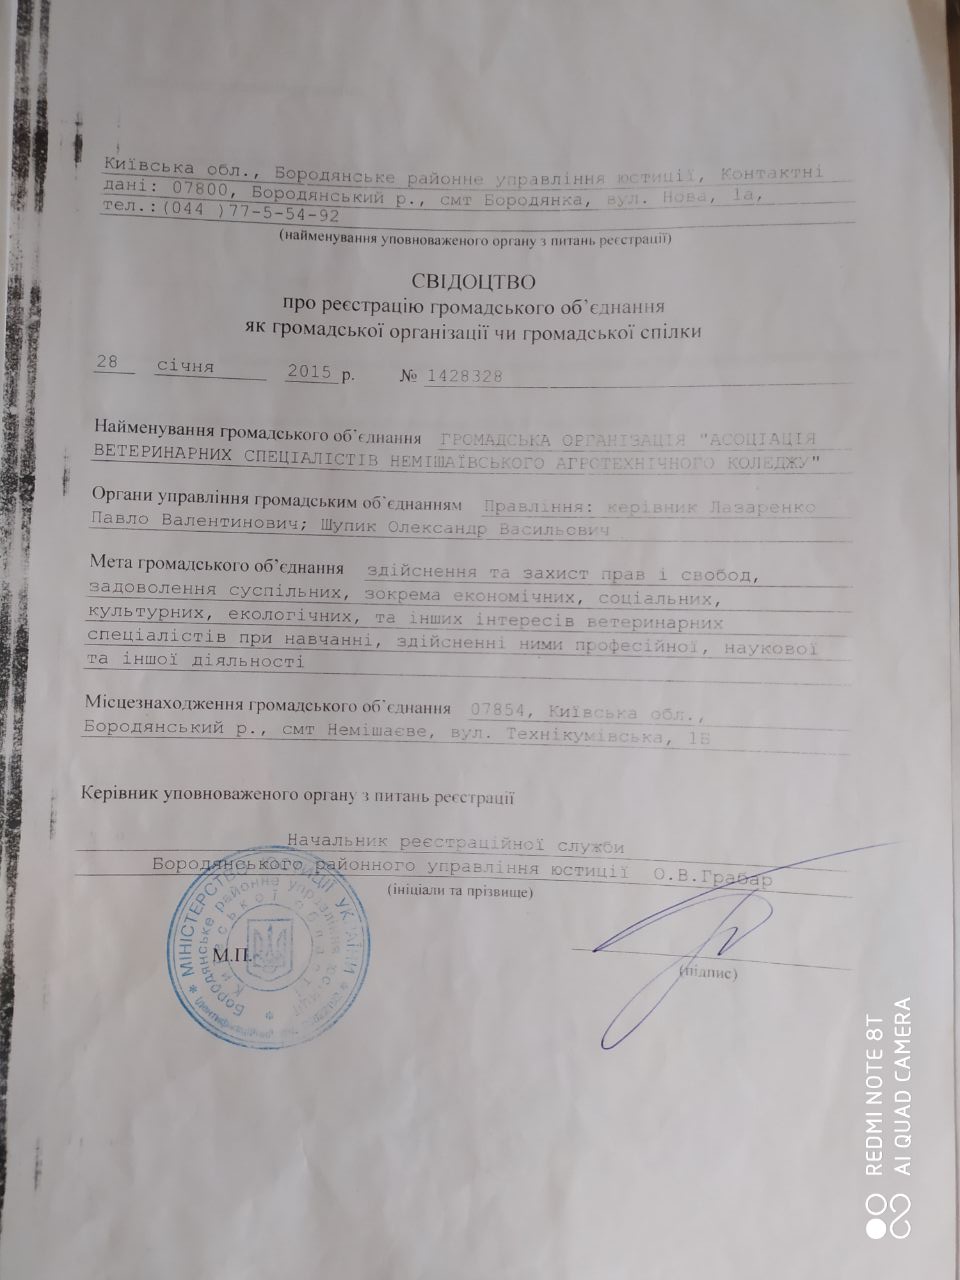 Київська обл., Бородянське районне управління юстиції, Контактні
дані: 07800, Бородянський р., смт Бородянка, вул. Нова, 1а,
тел.:(044 )77-5-54-92
(найменування уповноваженого органу з питань реєстрації)
СВІДОЦТВО
про реєстрацію громадського об'єднання
як громадської організації чи громадської спілки
28 січня 2015 р. № 1428328
Найменування громадського об'єднання ГРОМАДСЬКА ОРГАНІЗАЦІЯ "АСОЦІАЦІЯ
ВЕТЕРИНАРНИХ СПЕЦІАЛІСТІВ НЕМІШАЇВСЬКОГО АГРОТЕХНІЧНОГО КОЛЕДЖУ"
Органи управління громадським об'єднанням Правління: керівник Лазаренко
Павло Валентинович; Шупик Олександр Васильович
Мета громадського об'єднання здійснення та захист прав і свобод,
задоволення суспільних, зокрема економічних, соціальних,
культурних, екологічних, та інших інтересів ветеринарних
спеціалістів при навчанні, здійсненні ними професійної, наукової
та іншої діяльності
Місцезнаходження громадського об'єднання 07854, Київська обл.,
Бородянський р., смт Немішаєве, вул. Технікумівська, 1Б
Керівник уповноваженого органу з питань реєстрації
Начальник реєстраційної служби
Бородянського районного управління юстиції О.В.Грабар
(ініціали та прізвище)
М.П.
(підпис)
МІНІСТЕРСТВО ЮСТИЦІЇ УКРАЇНИ
Бородянське районне управління юстиції
Київської області
REDMI NOTE 8T
AI QUAD CAMERA